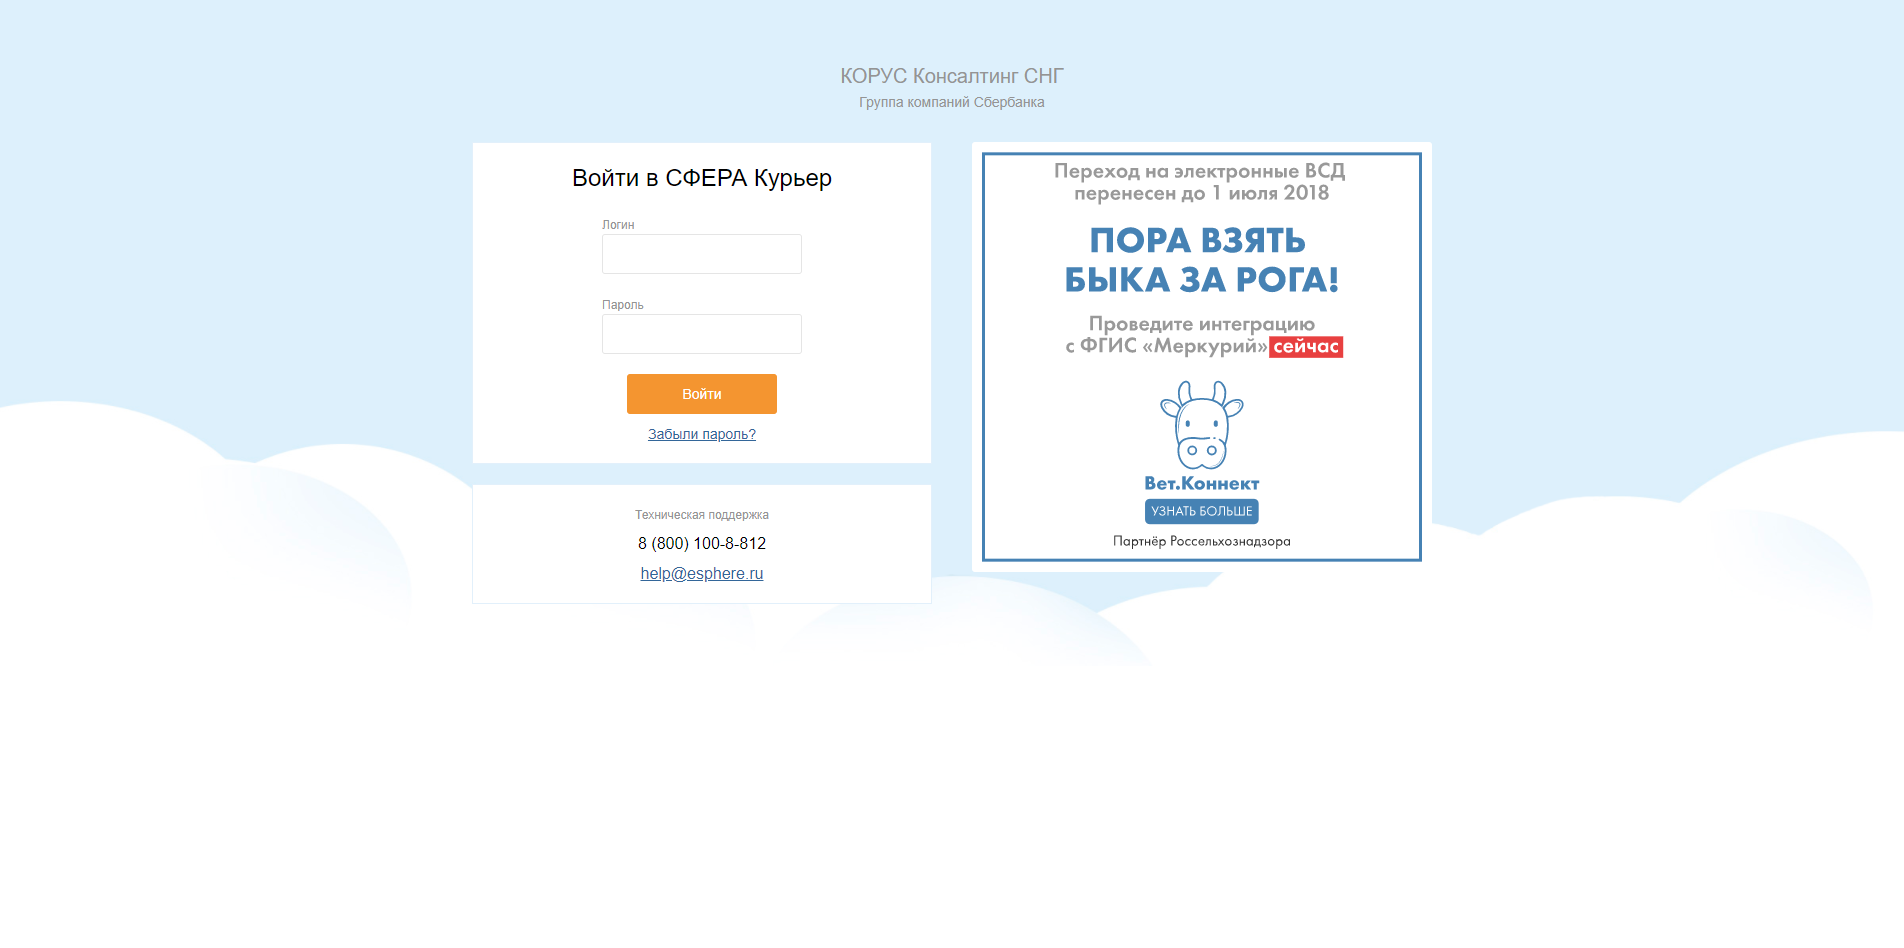 КОРУС Консалтинг СНГ
Группа компаний Сбербанка
Войти в СФЕРА Курьер
Логин
Пароль
Войти
Забыли пароль?
Техническая поддержка
8 (800) 100-8-812
help@esphere.ru
Переход на электронные ВСД
перенесен до 1 июля 2018
ПОРА ВЗЯТЬ
БЫКА ЗА РОГА!
Проведите интеграцию
с ФГИС «Меркурий» сейчас
Вет.Коннект
УЗНАТЬ БОЛЬШЕ
Партнёр Россельхознадзора